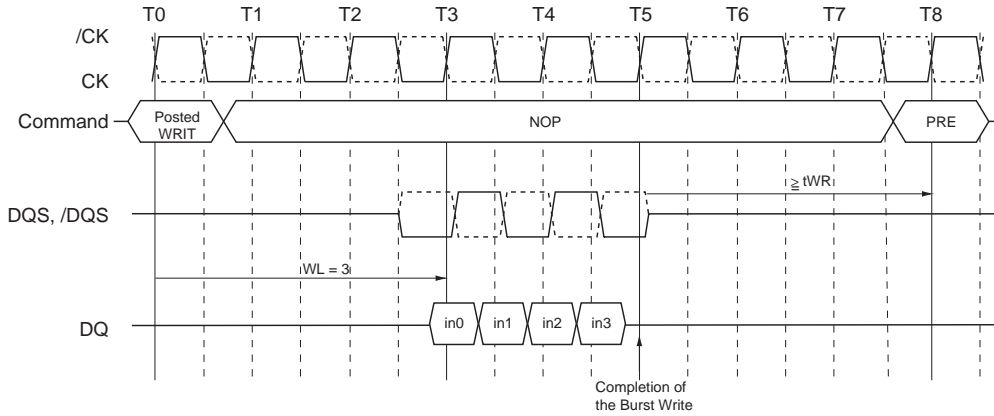 T0 T1 T2 T3 T4 T5 T6 T7 T8
/CK
CK
Command
Posted
WRIT
NOP
PRE
≧ tWR
DQS, /DQS
WL = 3
DQ
in0 in1 in2 in3
Completion of
the Burst Write